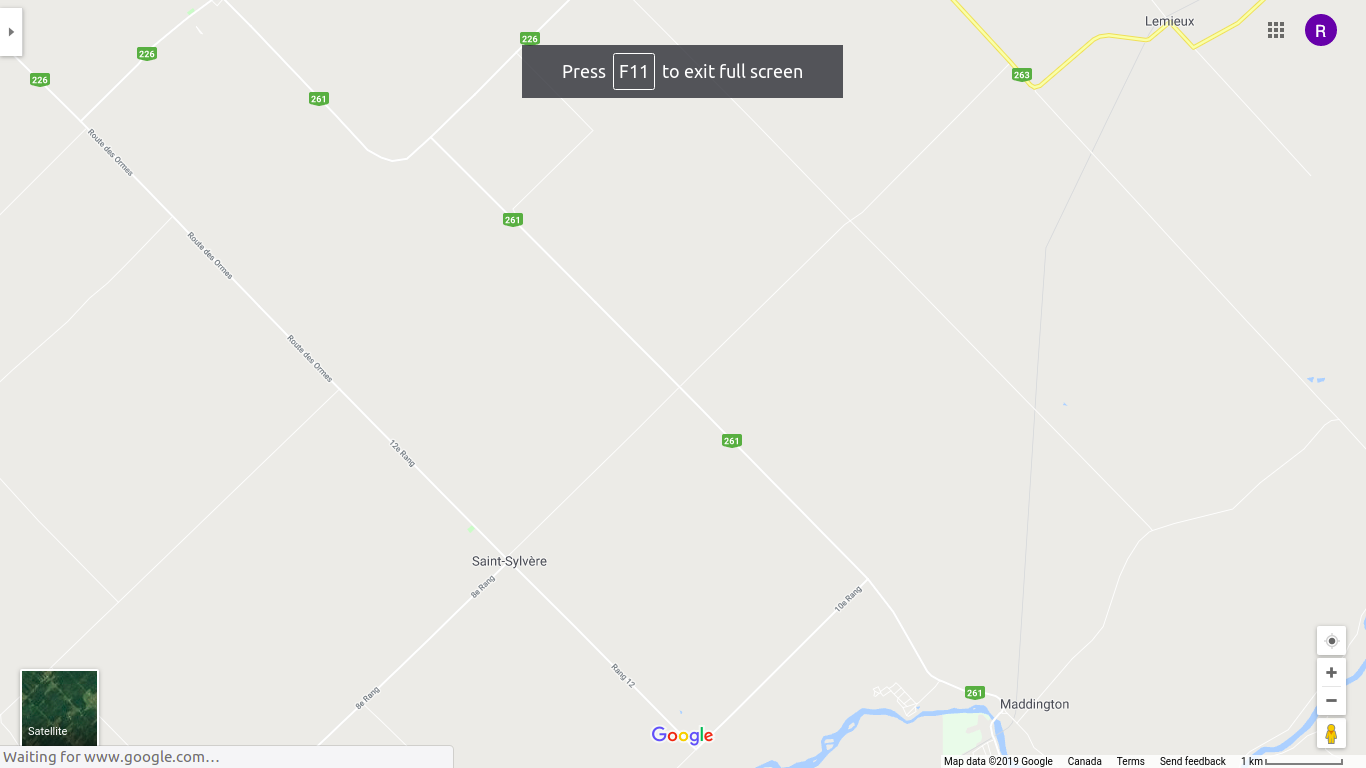 Lemieux
R
226
226
226
Press F11 to exit full screen
263
261
Route des Ormes
261
Route des Ormes
Route des Ormes
261
12e Rang
Saint-Sylvère
8e Rang
10e Rang
Rang 12
8e Rang
261
Maddington
Satellite
Google
Waiting for www.google.com…
Map data ©2019 Google Canada Terms Send feedback 1 km